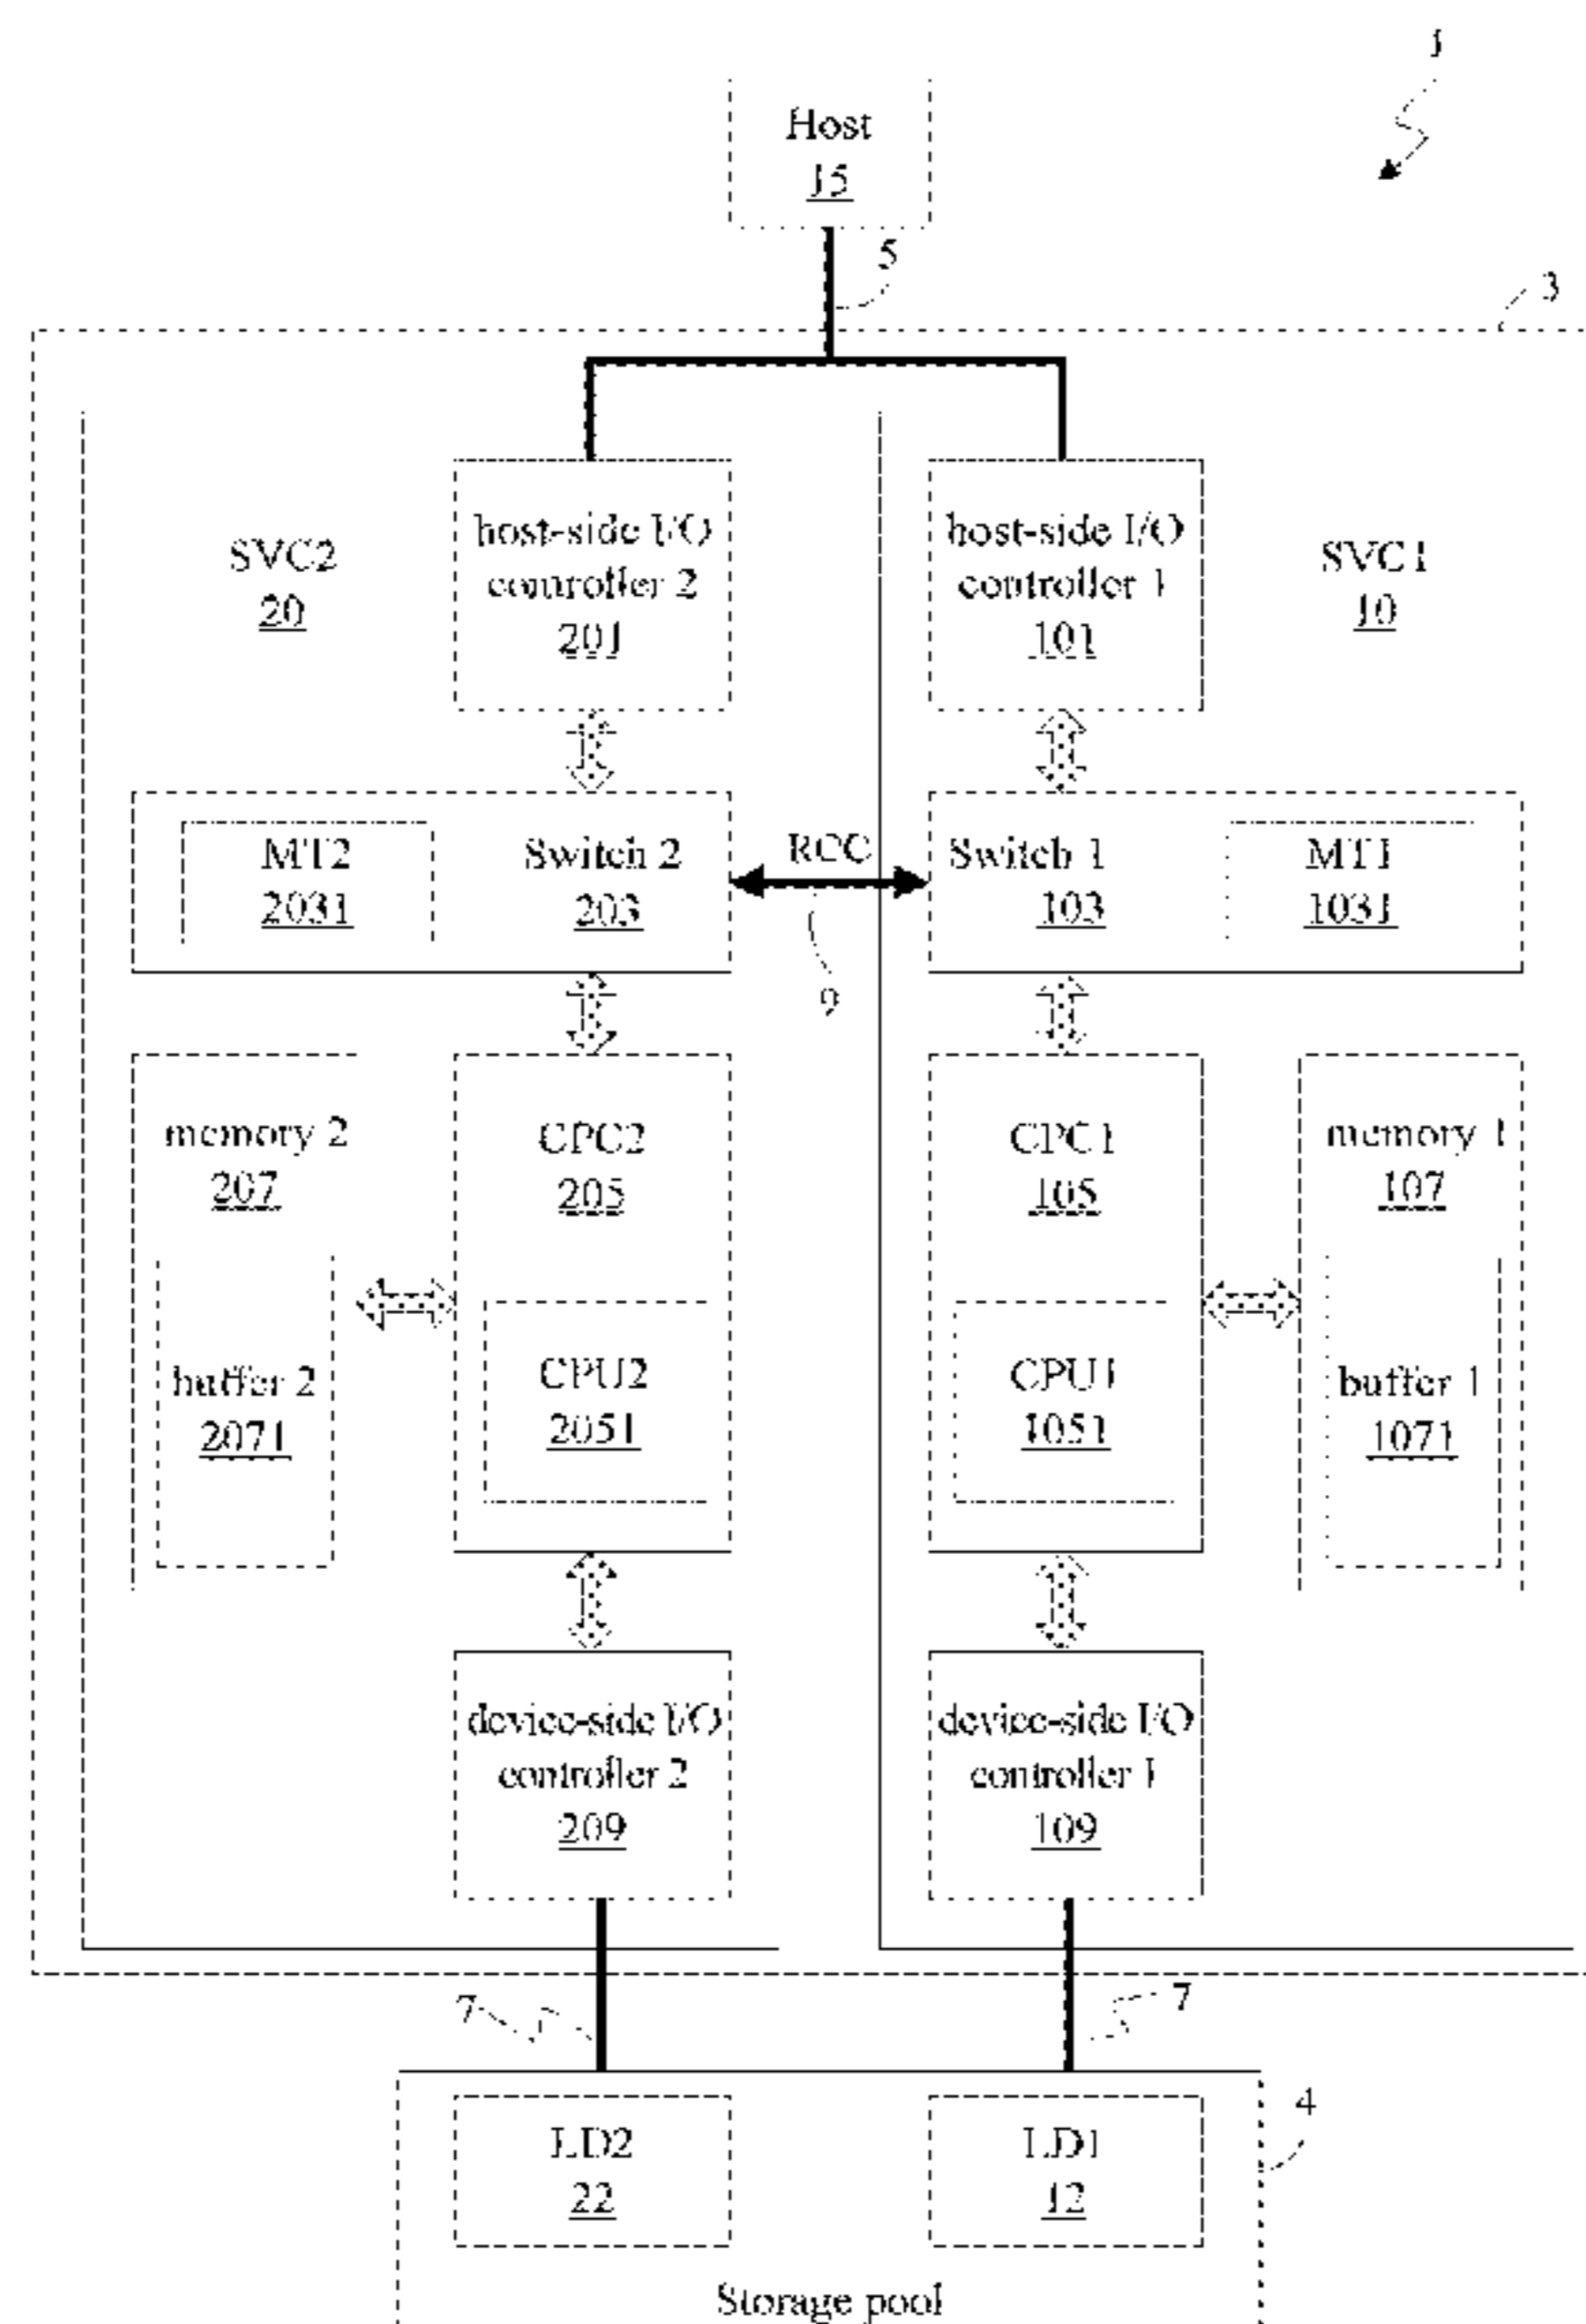 1
Host
15
5
3
SVC2
20
host-side I/O
controller 2
201
host-side I/O
controller 1
101
SVC1
10
MT2
2031
Switch 2
203
RCC
9
Switch 1
103
MT1
1031
memory 2
207
CPC2
205
CPC1
105
memory 1
107
buffer 2
2071
CPU2
2051
CPU1
1051
buffer 1
1071
device-side I/O
controller 2
209
device-side I/O
controller 1
109
7
7
4
LD2
22
LD1
12
Storage pool